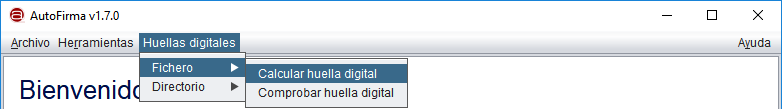 AutoFirma v1.7.0
Archivo Herramientas Huellas digitales Ayuda
Fichero
Calcular huella digital
Bienvenido
Directorio
Comprobar huella digital